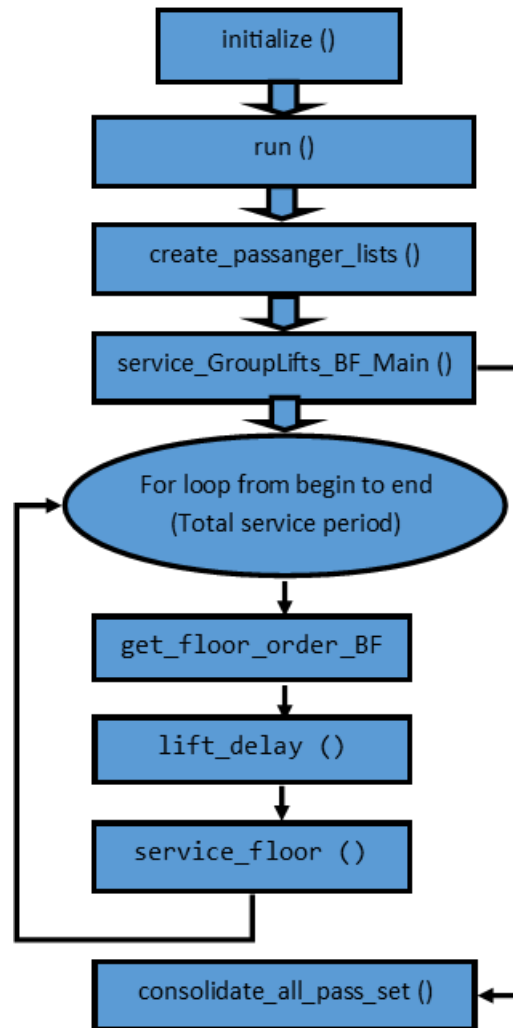 initialize ()
run ()
create_passanger_lists ()
service_GroupLifts_BF_Main ()
For loop from begin to end
(Total service period)
get_floor_order_BF
lift_delay ()
service_floor ()
consolidate_all_pass_set ()